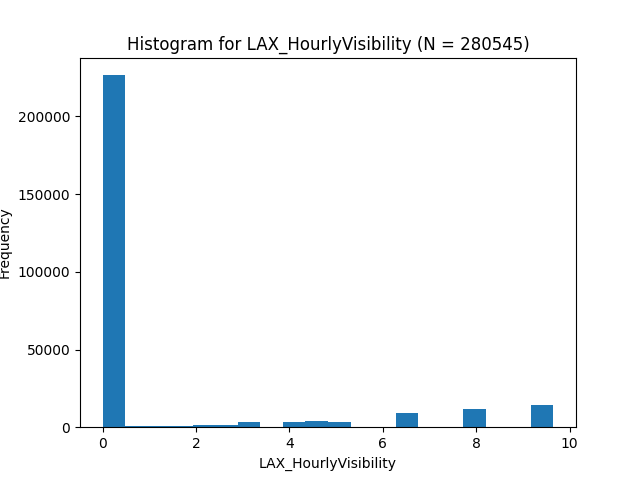 Histogram for LAX_HourlyVisibility (N = 280545)
200000
150000
100000
50000
0
Frequency
0 2 4 6 8 10
LAX_HourlyVisibility